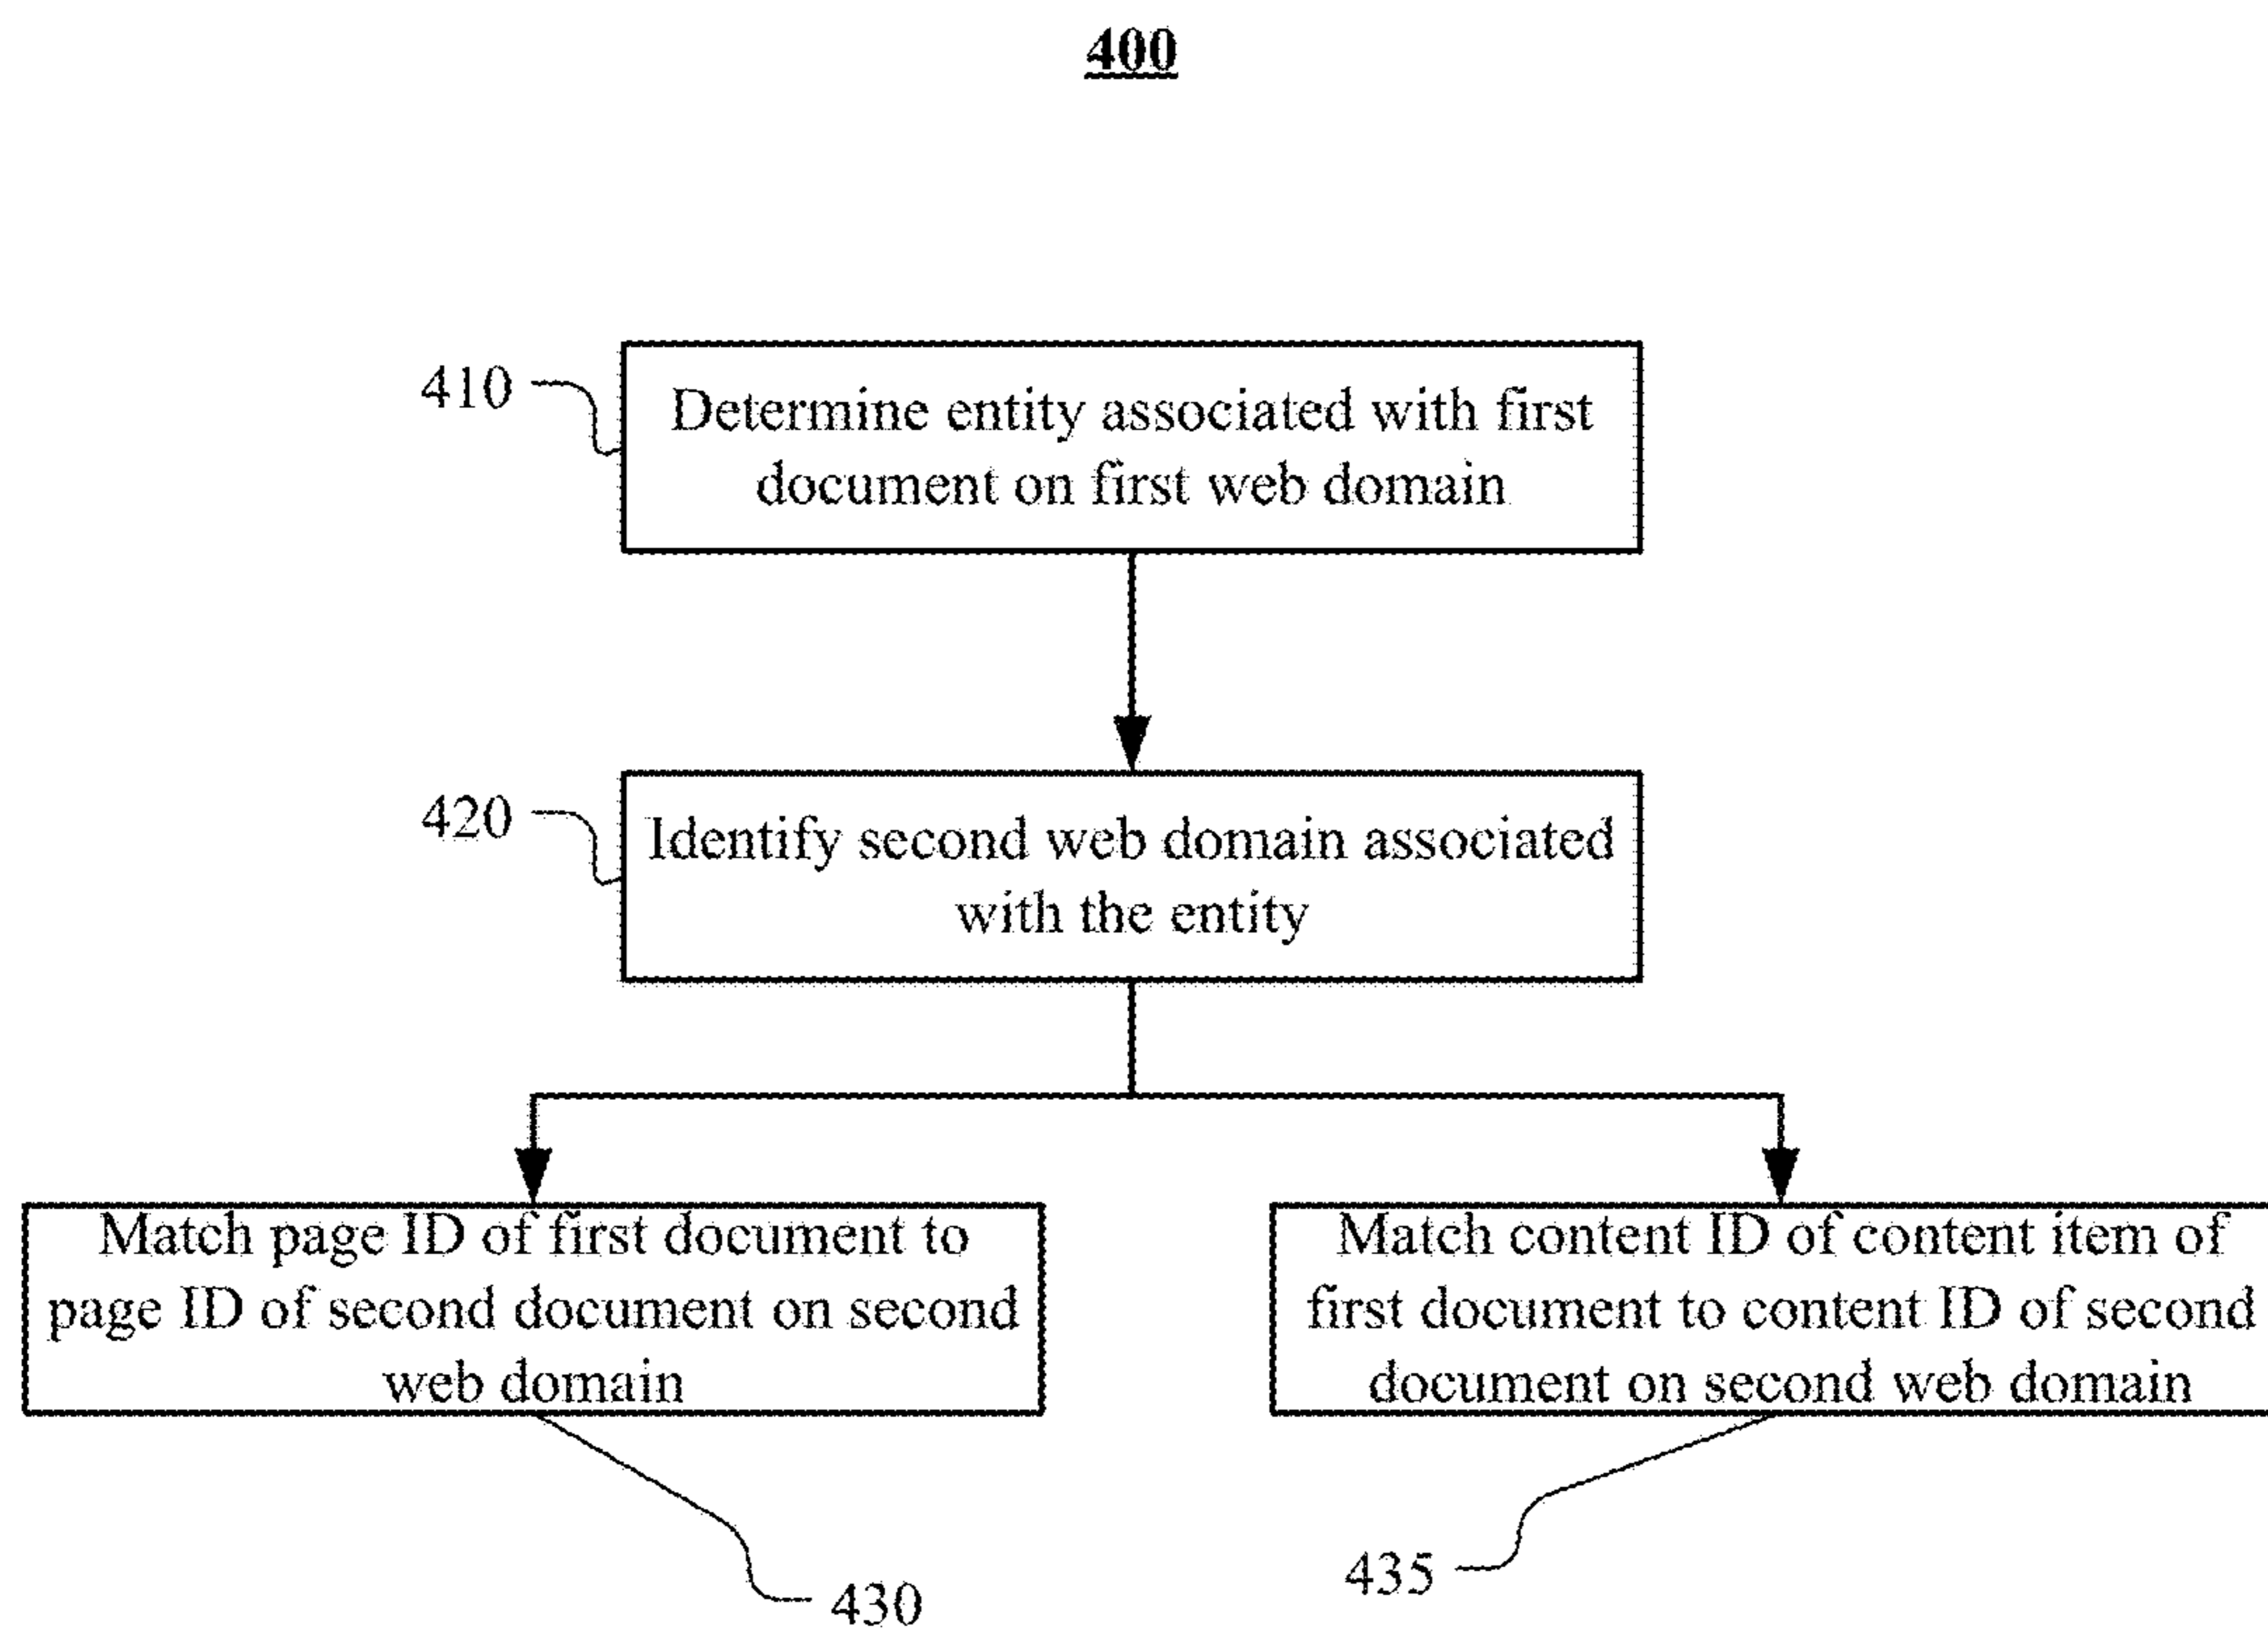 400
410
Determine entity associated with first
document on first web domain
420
Identify second web domain associated
with the entity
Match page ID of first document to
page ID of second document on second
web domain
Match content ID of content item of
first document to content ID of second
document on second web domain
430
435